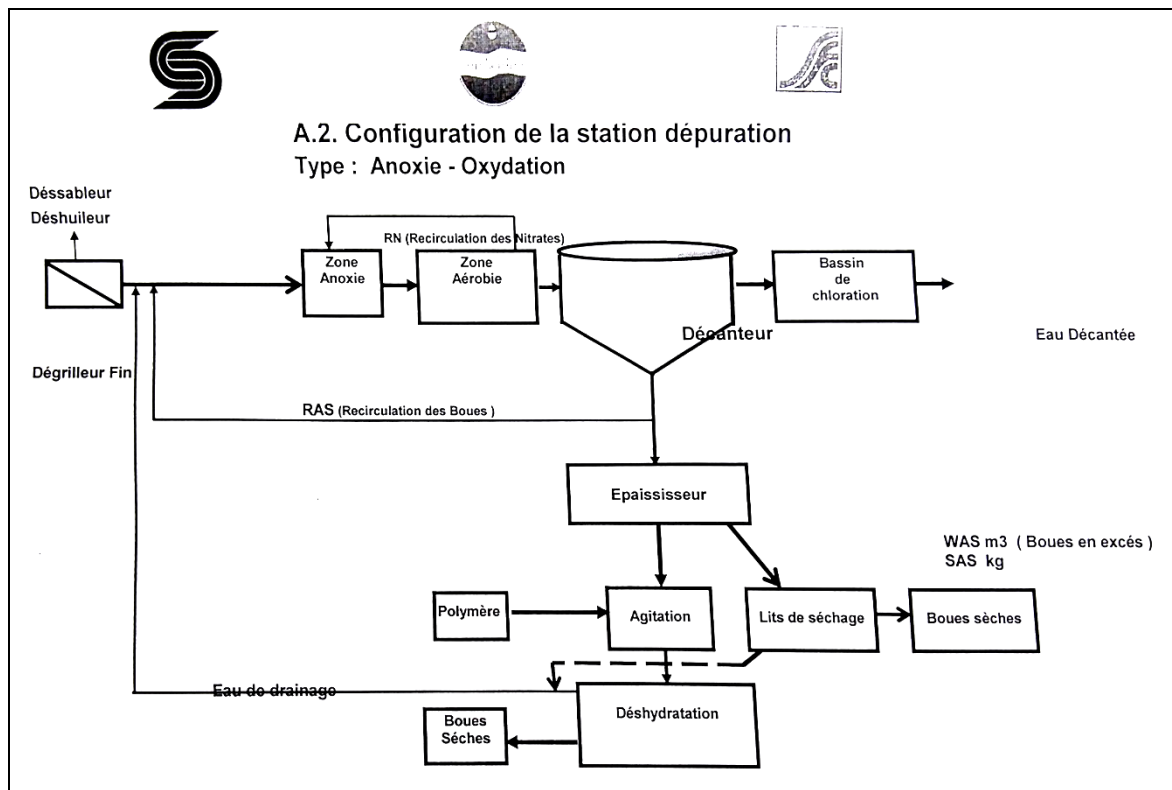 A.2. Configuration de la station dépuration
Type : Anoxie - Oxydation
Déssableur
Déshuileur
RN (Recirculation des Nitrates)
Zone
Anoxie
Zone
Aérobie
Bassin
de
chloration
Décanteur
Eau Décantée
Dégrilleur Fin
RAS (Recirculation des Boues )
Epaississeur
WAS m3 ( Boues en excés )
SAS kg
Polymère
Agitation
Lits de séchage
Boues sèches
Eau de drainage
Boues
Séches
Déshydratation